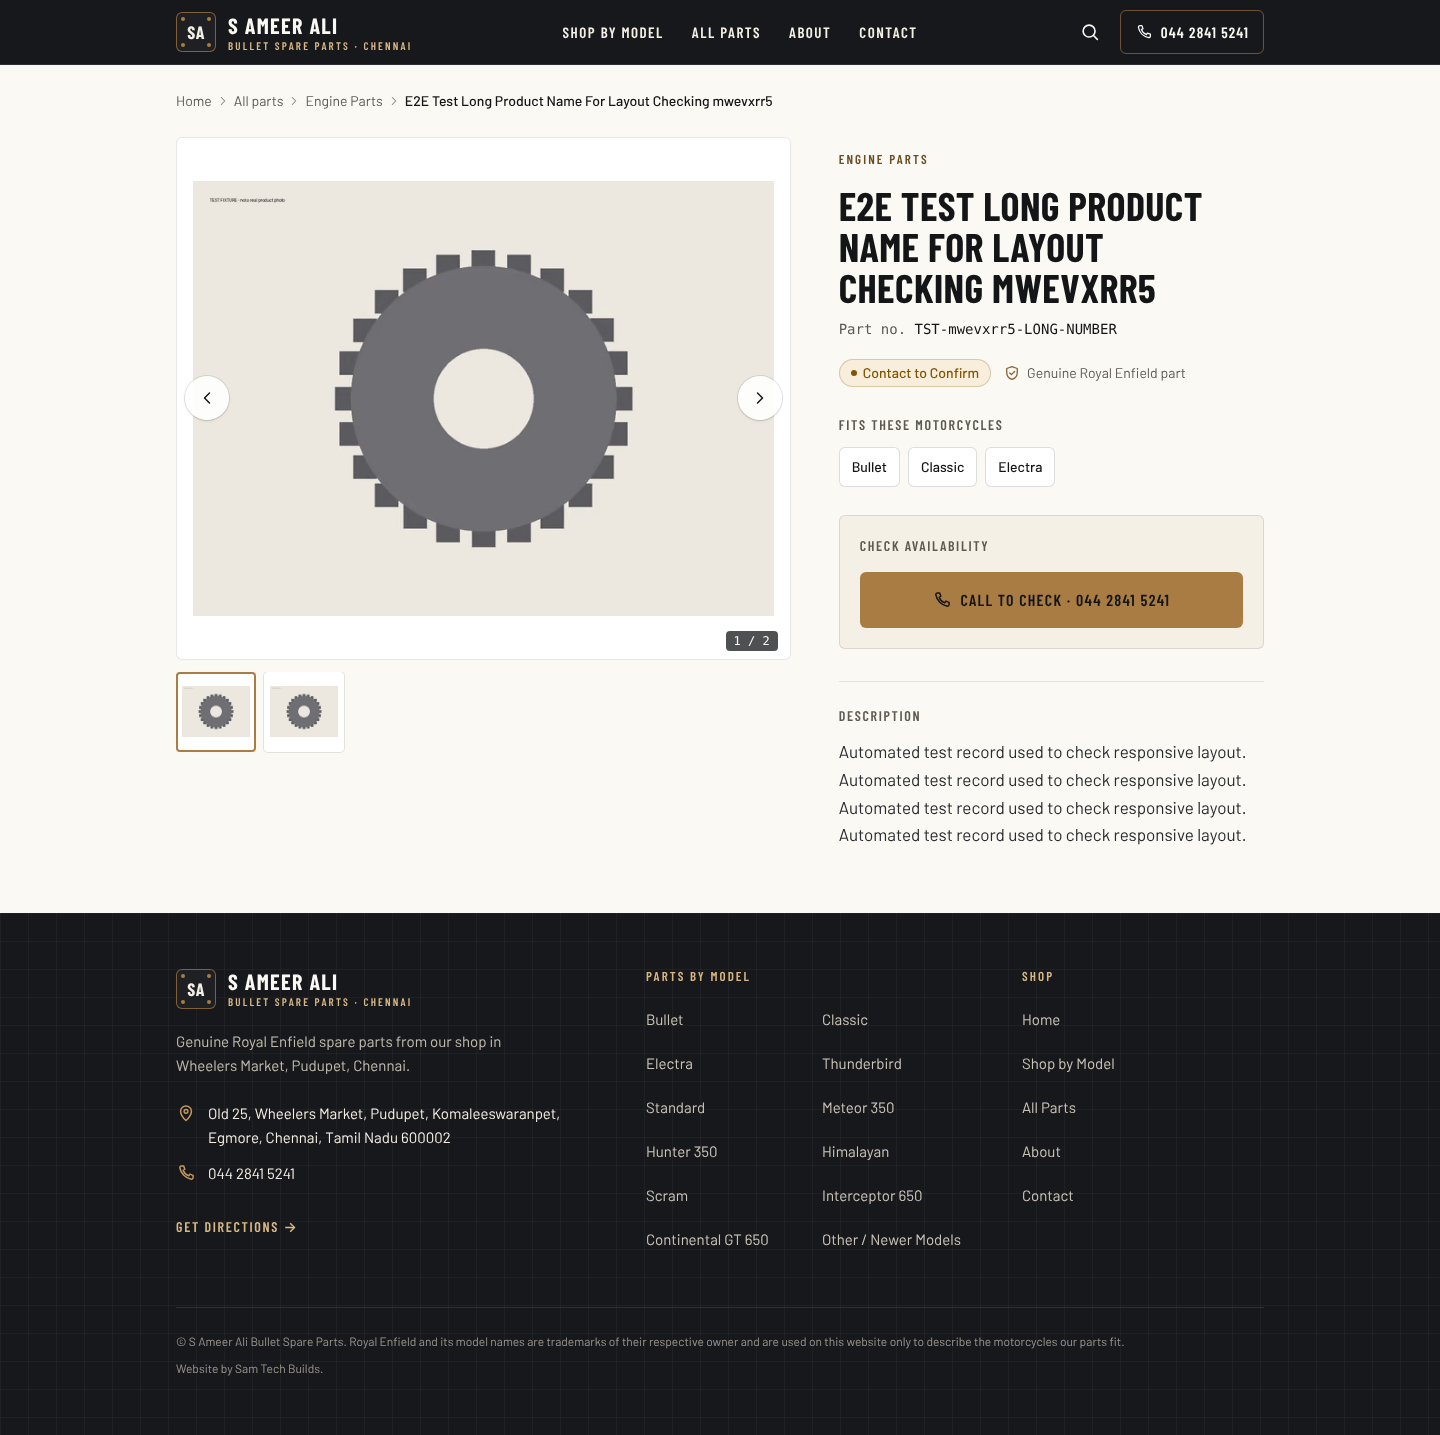 SA
S AMEER ALI
BULLET SPARE PARTS · CHENNAI
SHOP BY MODEL
ALL PARTS
ABOUT
CONTACT
044 2841 5241
Home > All parts > Engine Parts > E2E Test Long Product Name For Layout Checking mwevxrr5
TEST FIXTURE - not a real product photo
1 / 2
ENGINE PARTS
E2E TEST LONG PRODUCT
NAME FOR LAYOUT
CHECKING MWEVXRR5
Part no. TST-mwevxrr5-LONG-NUMBER
Contact to Confirm
Genuine Royal Enfield part
FITS THESE MOTORCYCLES
Bullet
Classic
Electra
CHECK AVAILABILITY
CALL TO CHECK · 044 2841 5241
DESCRIPTION
Automated test record used to check responsive layout.
Automated test record used to check responsive layout.
Automated test record used to check responsive layout.
Automated test record used to check responsive layout.
SA
S AMEER ALI
BULLET SPARE PARTS · CHENNAI
Genuine Royal Enfield spare parts from our shop in
Wheelers Market, Pudupet, Chennai.
Old 25, Wheelers Market, Pudupet, Komaleeswaranpet,
Egmore, Chennai, Tamil Nadu 600002
044 2841 5241
GET DIRECTIONS →
PARTS BY MODEL
Bullet
Classic
Electra
Thunderbird
Standard
Meteor 350
Hunter 350
Himalayan
Scram
Interceptor 650
Continental GT 650
Other / Newer Models
SHOP
Home
Shop by Model
All Parts
About
Contact
© S Ameer Ali Bullet Spare Parts. Royal Enfield and its model names are trademarks of their respective owner and are used on this website only to describe the motorcycles our parts fit.
Website by Sam Tech Builds.